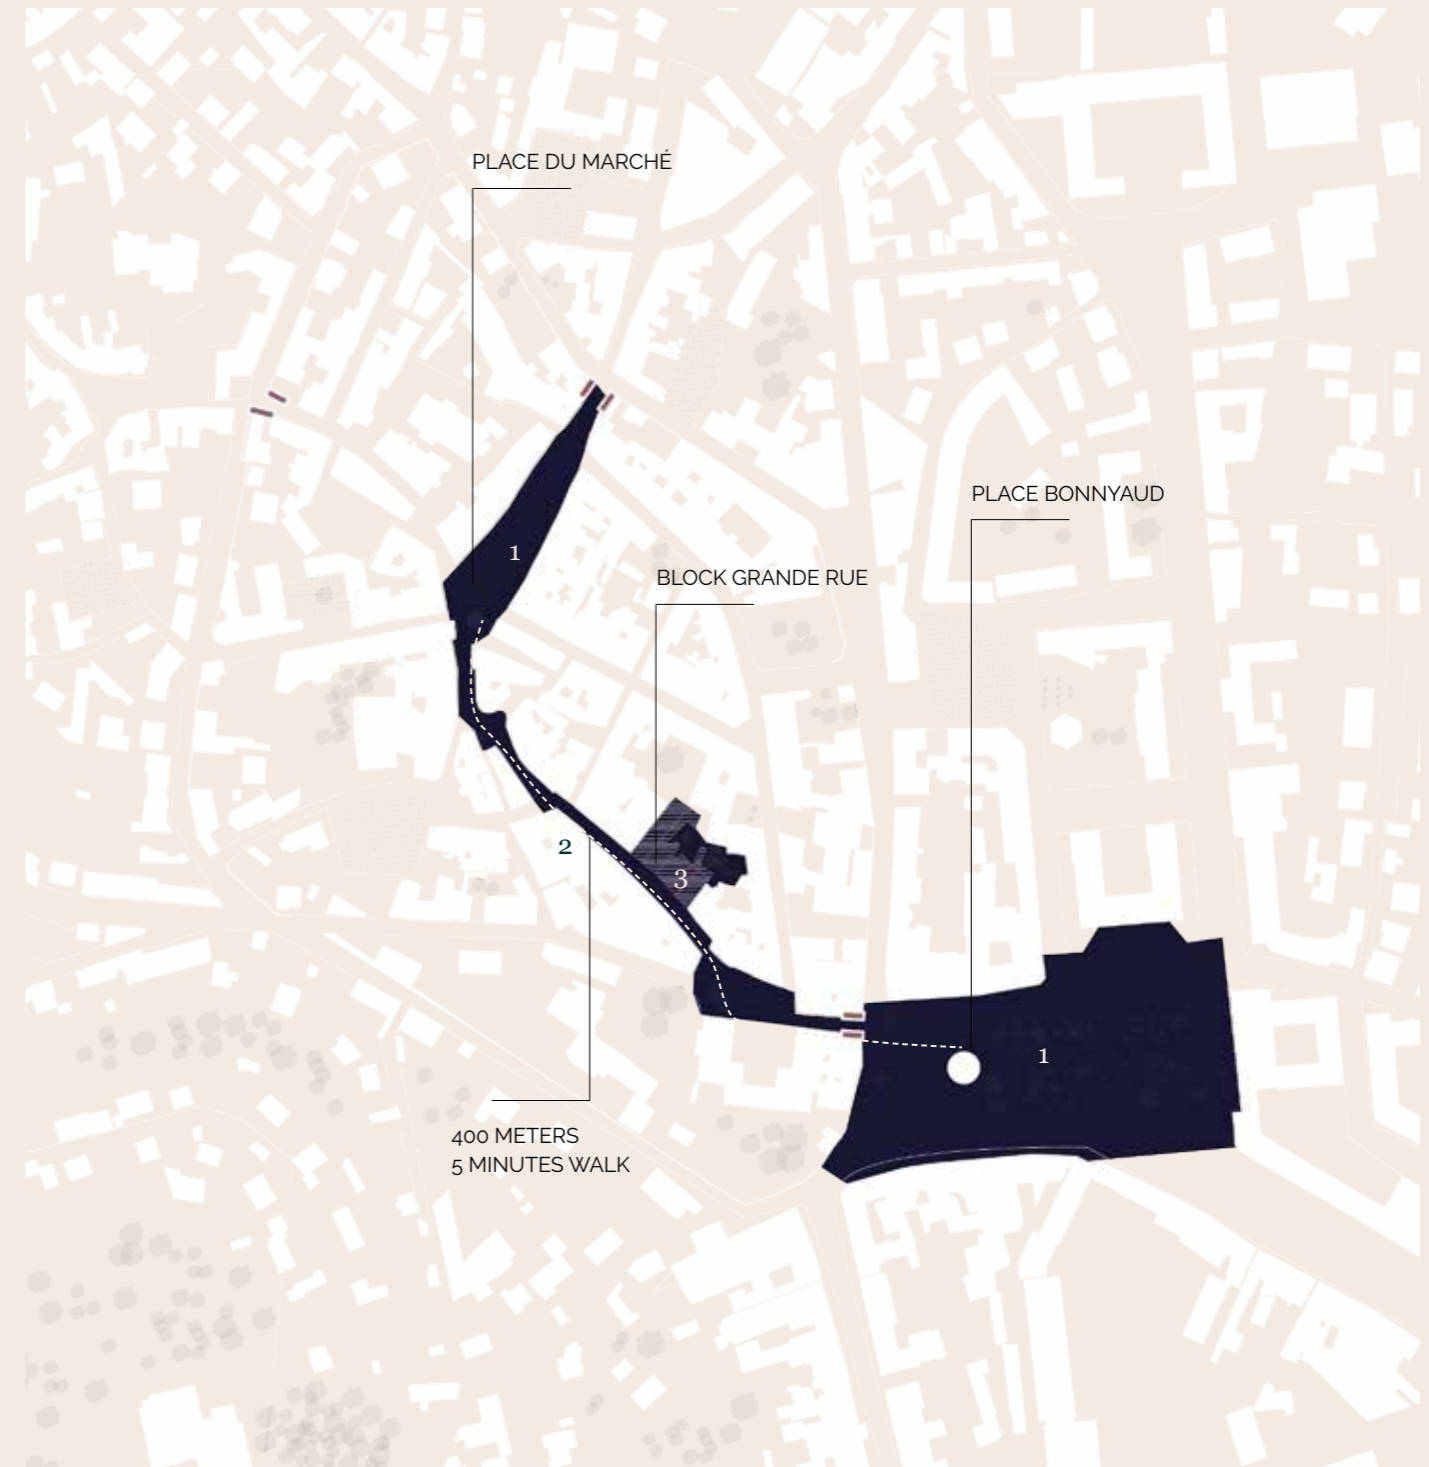 PLACE DU MARCHÉ
PLACE BONNYAUD
1
BLOCK GRANDE RUE
2
3
1
400 METERS
5 MINUTES WALK